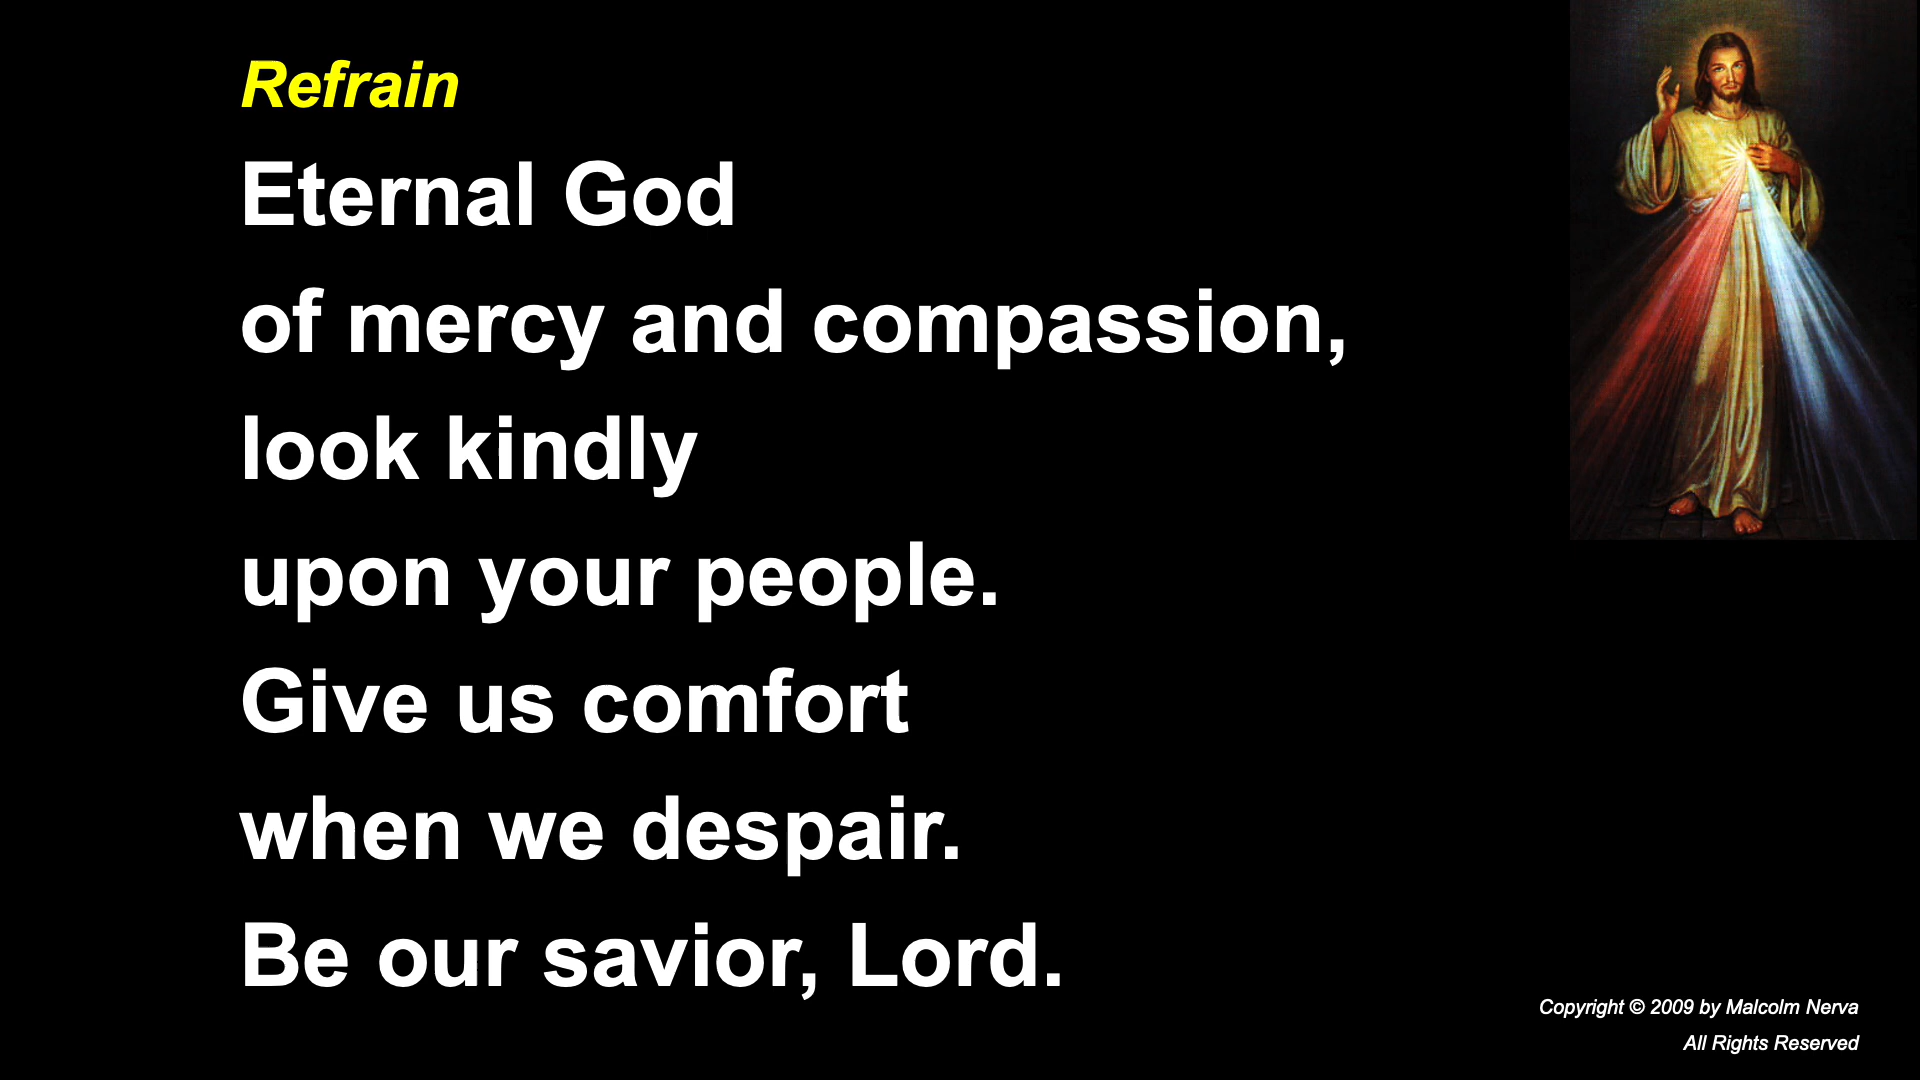 Refrain
Eternal God
of mercy and compassion,
look kindly
upon your people.
Give us comfort
when we despair.
Be our savior, Lord.
Copyright © 2009 by Malcolm Nerva
All Rights Reserved